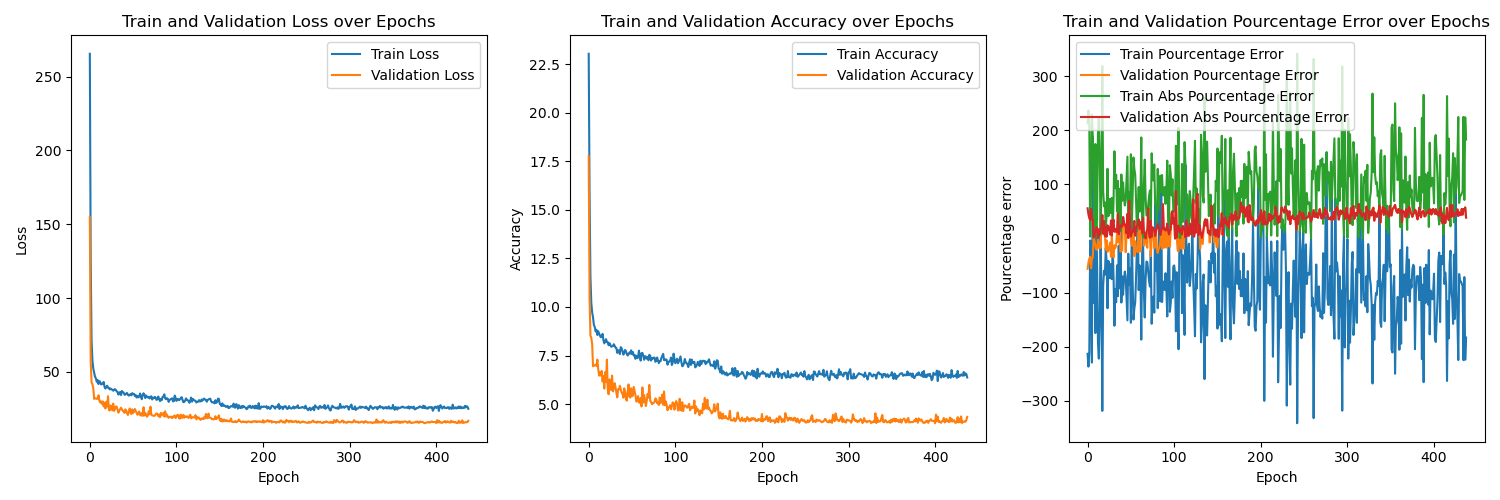 Train and Validation Loss over Epochs
Loss
250
200
150
100
50
Train Loss
Validation Loss
0
100
200
300
400
Epoch
Train and Validation Accuracy over Epochs
Accuracy
22.5
20.0
17.5
15.0
12.5
10.0
7.5
5.0
Train Accuracy
Validation Accuracy
0
100
200
300
400
Epoch
Train and Validation Pourcentage Error over Epochs
Pourcentage error
300
200
100
0
−100
−200
−300
Train Pourcentage Error
Validation Pourcentage Error
Train Abs Pourcentage Error
Validation Abs Pourcentage Error
0
100
200
300
400
Epoch